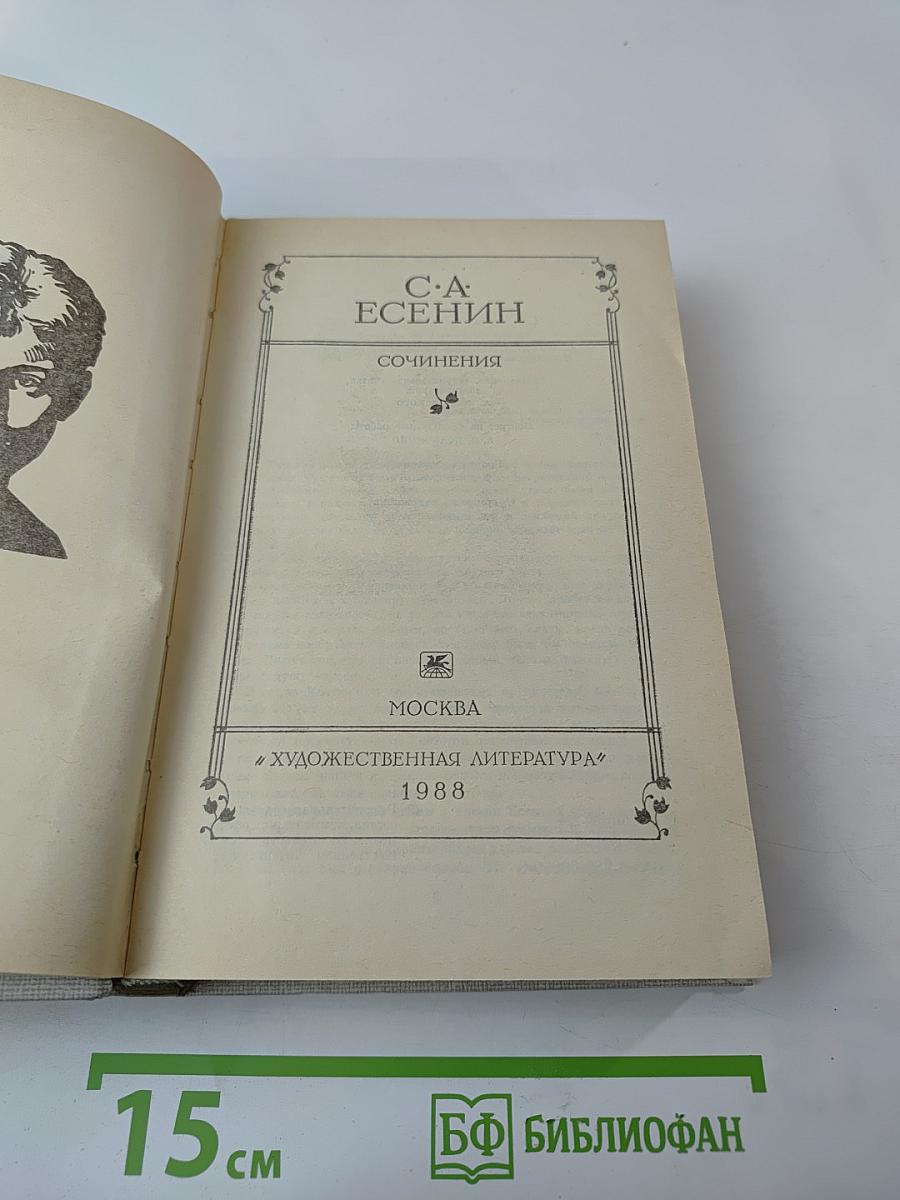 С·А·
ЕСЕНИН
СОЧИНЕНИЯ
МОСКВА
"ХУДОЖЕСТВЕННАЯ ЛИТЕРАТУРА"
1988
15 см
БФ БИБЛИОФАН